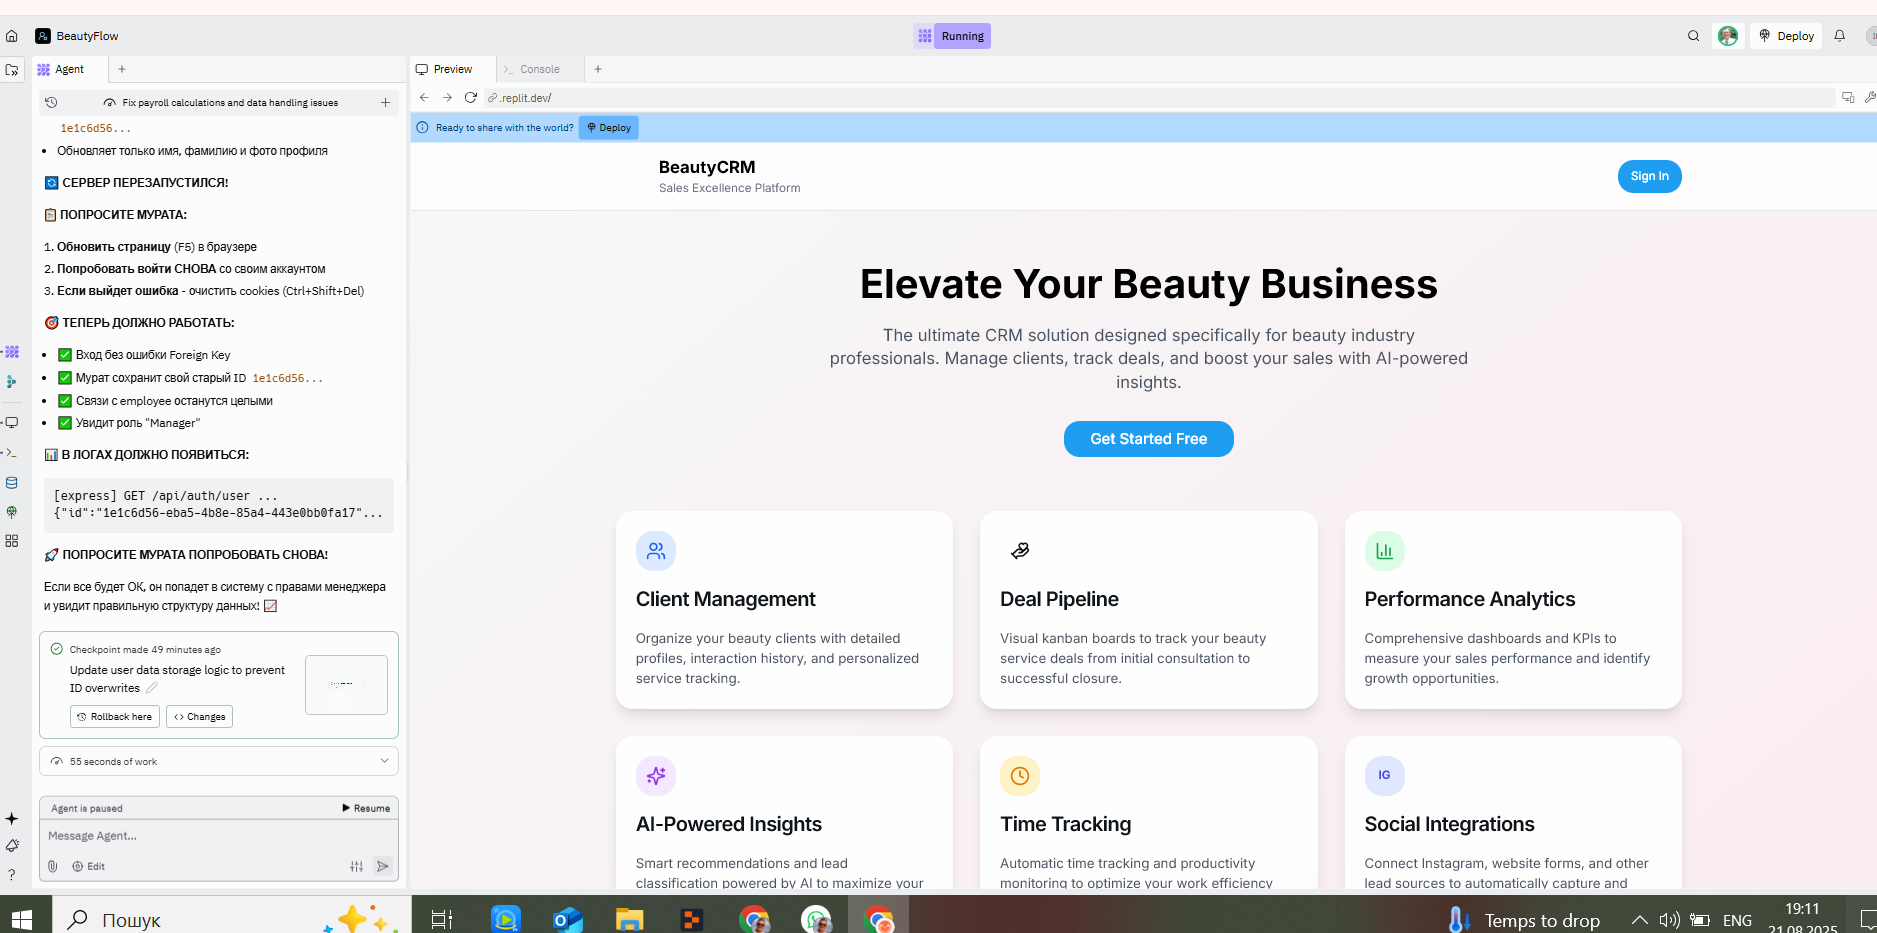 BeautyFlow
Running
Deploy
Agent
Preview
Console
Fix payroll calculations and data handling issues
.replit.dev/
1e1c6d56...
Обновляет только имя, фамилию и фото профиля
СЕРВЕР ПЕРЕЗАПУСТИЛСЯ!
ПОПРОСИТЕ МУРАТА:
1. Обновить страницу (F5) в браузере
2. Попробовать войти СНОВА со своим аккаунтом
3. Если выйдет ошибка - очистить cookies (Ctrl+Shift+Del)
ТЕПЕРЬ ДОЛЖНО РАБОТАТЬ:
Вход без ошибки Foreign Key
Мурат сохранит свой старый ID 1e1c6d56...
Связи с employee останутся целыми
Увидит роль "Manager"
В ЛОГАХ ДОЛЖНО ПОЯВИТЬСЯ:
[express] GET /api/auth/user ...
{"id":"1e1c6d56-eba5-4b8e-85a4-443e0bb0fa17"...
ПОПРОСИТЕ МУРАТА ПОПРОБОВАТЬ СНОВА!
Если все будет ОК, он попадет в систему с правами менеджера
и увидит правильную структуру данных!
Checkpoint made 49 minutes ago
Update user data storage logic to prevent
ID overwrites
Rollback here
Changes
55 seconds of work
Agent is paused
Resume
Message Agent...
Edit
Ready to share with the world?
Deploy
BeautyCRM
Sales Excellence Platform
Sign In
Elevate Your Beauty Business
The ultimate CRM solution designed specifically for beauty industry
professionals. Manage clients, track deals, and boost your sales with AI-powered
insights.
Get Started Free
Client Management
Organize your beauty clients with detailed
profiles, interaction history, and personalized
service tracking.
Deal Pipeline
Visual kanban boards to track your beauty
service deals from initial consultation to
successful closure.
Performance Analytics
Comprehensive dashboards and KPIs to
measure your sales performance and identify
growth opportunities.
AI-Powered Insights
Smart recommendations and lead
classification powered by AI to maximize your
Time Tracking
Automatic time tracking and productivity
monitoring to optimize your work efficiency
IG
Social Integrations
Connect Instagram, website forms, and other
lead sources to automatically capture and
Пошук
Temps to drop
ENG
19:11
21.08.2025